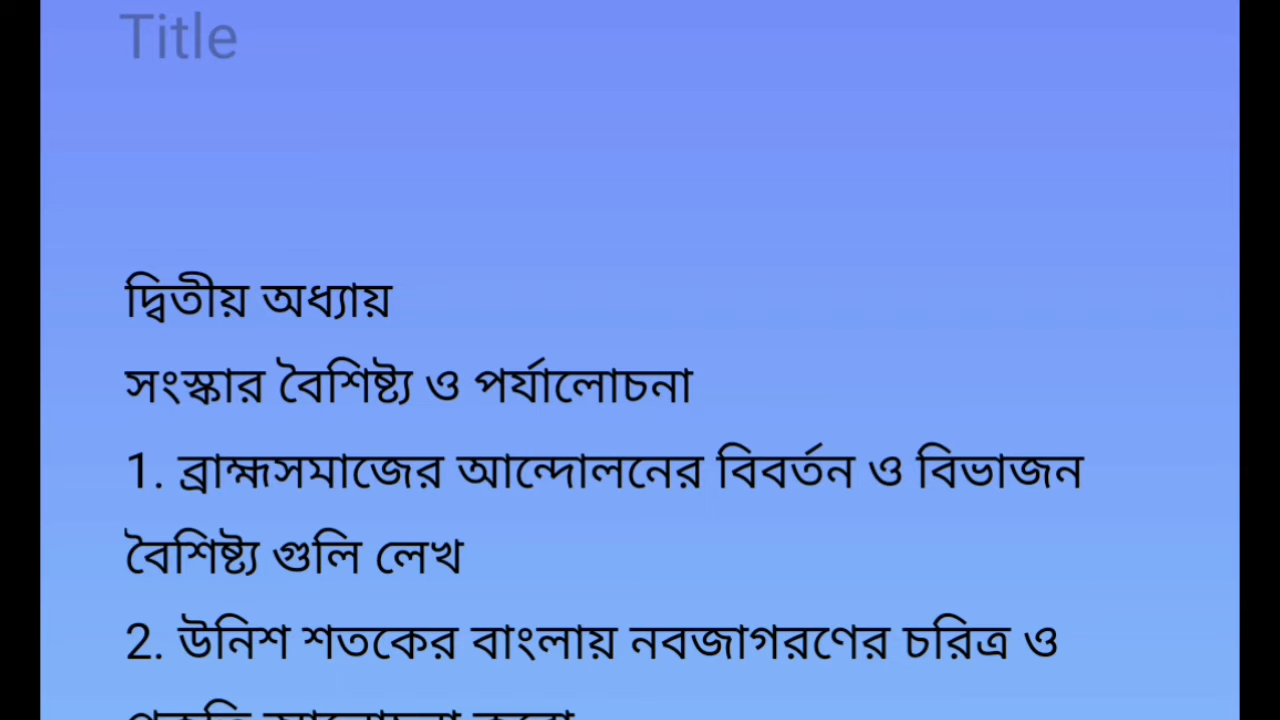 Title
দ্বিতীয় অধ্যায়
সংস্কার বৈশিষ্ট্য ও পর্যালোচনা
1. ব্রাহ্মসমাজের আন্দোলনের বিবর্তন ও বিভাজন
বৈশিষ্ট্য গুলি লেখ
2. উনিশ শতকের বাংলায় নবজাগরণের চরিত্র ও